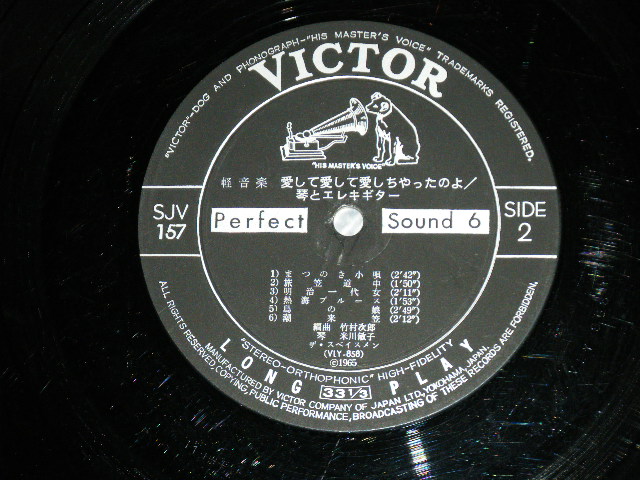 "VICTOR"—DOG AND PHONOGRAPH—"HIS MASTER'S VOICE" TRADEMARKS REGISTERED.
VICTOR
"HIS MASTER'S VOICE"
軽音楽 愛して愛して愛しちゃったのよ/
琴とエレキギター
SJV
157
Perfect Sound 6
SIDE
2
1) まつのき小唄 (2'42")
2) 旅笠道中 (1'50")
3) 明治一代女 (2'11")
4) 熱海ブルース (1'53")
5) 島の娘 (2'49")
6) 潮来笠 (2'12")
編曲 竹村次郎
琴 米川敏子
ザ・スペイスメン
(VLY-858)
©1965
"STEREO-ORTHOPHONIC" HIGH-FIDELITY
LONG 33 1/3 PLAY
ALL RIGHTS RESERVED. COPYING, PUBLIC PERFORMANCE, BROADCASTING OF THESE RECORDS ARE FORBIDDEN.
MANUFACTURED BY VICTOR COMPANY OF JAPAN LTD. YOKOHAMA, JAPAN.